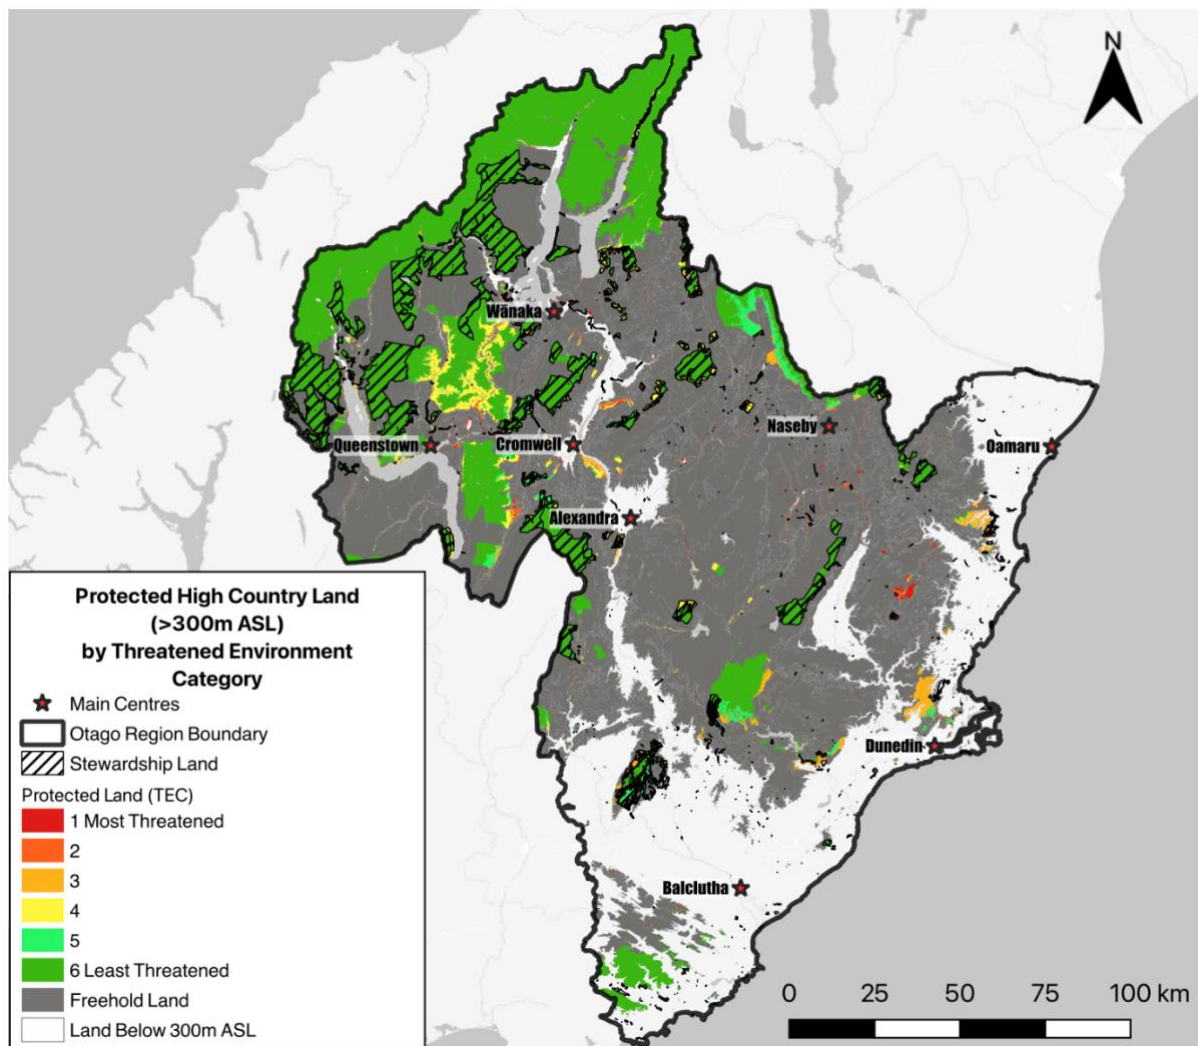 N
Wānaka
Naseby
Queenstown
Cromwell
Oamaru
Alexandra
Dunedin
Balclutha
Protected High Country Land
(>300m ASL)
by Threatened Environment
Category
Main Centres
Otago Region Boundary
Stewardship Land
Protected Land (TEC)
1 Most Threatened
2
3
4
5
6 Least Threatened
Freehold Land
Land Below 300m ASL
0 25 50 75 100 km